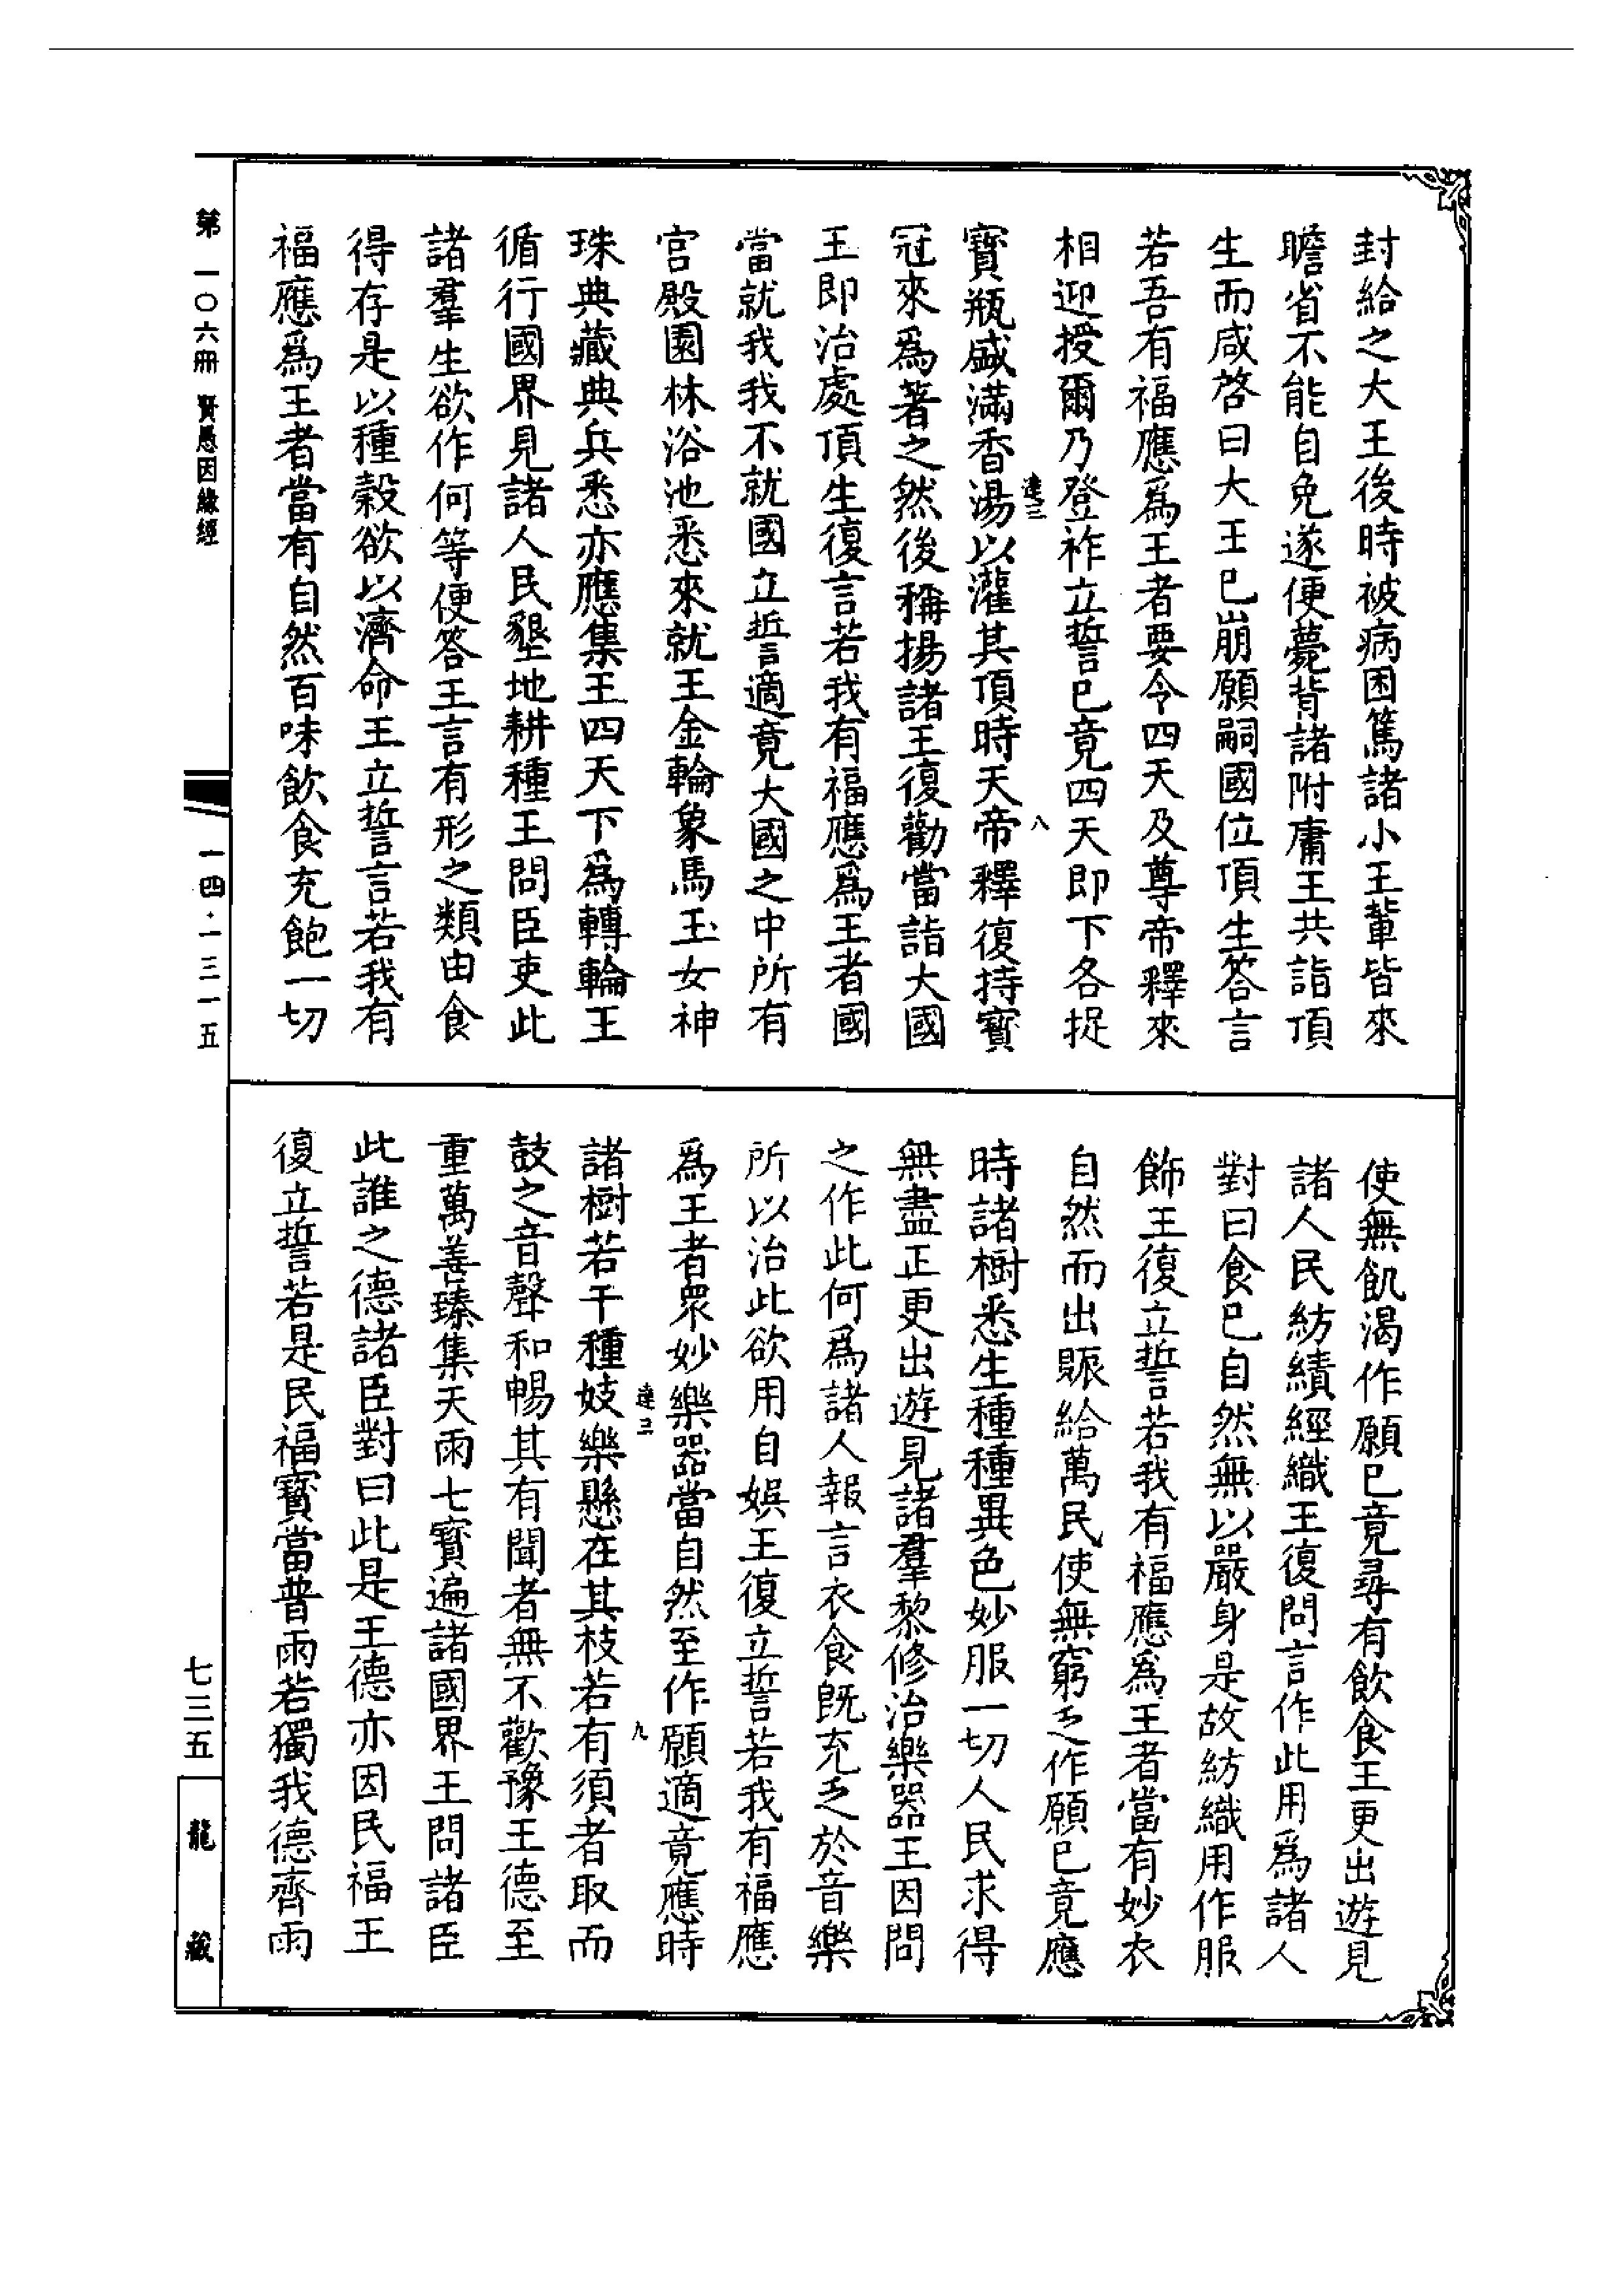 封給之大王後時被病困篤諸小王輩皆來
瞻省不能自免遂便薨背諸附庸王共詣頂
生而咸啓曰大王已崩願嗣國位頂生答言
若吾有福應爲王者要令四天及尊帝釋來
相迎授爾乃登祚立誓已竟四天即下各捉
達三
八
寶瓶盛滿香湯以灌其頂時天帝釋復持寶
冠來爲著之然後稱揚諸王復勸當詣大國
王即治處頂生復言若我有福應爲王者國
當就我我不就國立誓適竟大國之中所有
宫殿園林浴池悉來就王金輪象馬玉女神
珠典藏典兵悉亦應集王四天下爲轉輪王
循行國界見諸人民墾地耕種王問臣吏此
諸羣生欲作何等便答王言有形之類由食
得存是以種穀欲以濟命王立誓言若我有
福應爲王者當有自然百味飲食充飽一切
使無飢渴作願已竟尋有飲食王更出遊見
諸人民紡績經織王復問言作此用爲諸人
對曰食已自然無以嚴身是故紡織用作服
飾王復立誓若我有福應爲王者當有妙衣
自然而出賑給萬民使無窮乏作願已竟應
時諸樹悉生種種異色妙服一切人民求得
無盡正更出遊見諸羣黎修治樂器王因問
之作此何爲諸人報言衣食既充乏於音樂
所以治此欲用自娛王復立誓若我有福應
爲王者衆妙樂器當自然至作願適竟應時
達三
九
諸樹若干種妓樂懸在其枝若有須者取而
鼓之音聲和暢其有聞者無不歡豫王德至
重萬善臻集天雨七寶遍諸國界王問諸臣
此誰之德諸臣對曰此是王德亦因民福王
復立誓若是民福寶當普雨若獨我德齊雨
第一〇六册 賢愚因緣經
一四·一三一五
七三五
龍藏